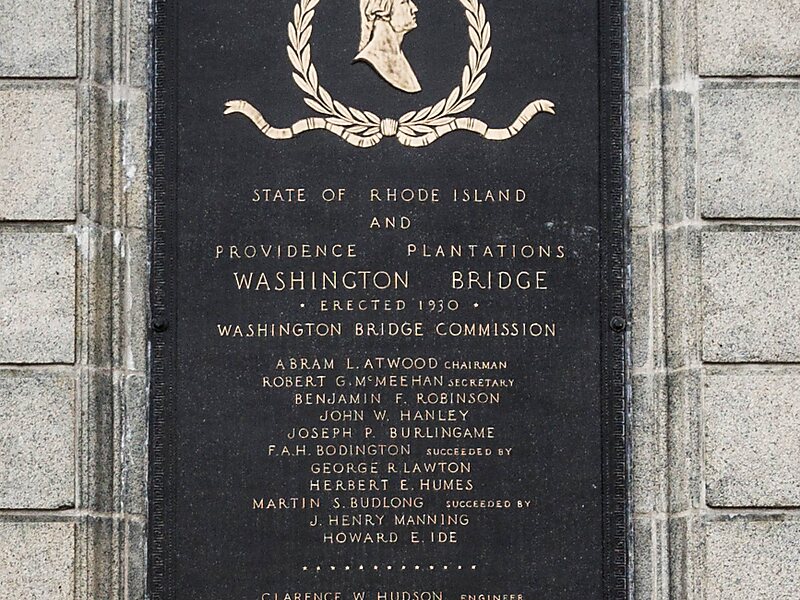 STATE OF RHODE ISLAND
AND
PROVIDENCE PLANTATIONS
WASHINGTON BRIDGE
• ERECTED 1930 •
WASHINGTON BRIDGE COMMISSION
ABRAM L. ATWOOD CHAIRMAN
ROBERT G. McMEEHAN SECRETARY
BENJAMIN F. ROBINSON
JOHN W. HANLEY
JOSEPH P. BURLINGAME
F.A.H. BODINGTON SUCCEEDED BY
GEORGE R. LAWTON
HERBERT E. HUMES
MARTIN S. BUDLONG SUCCEEDED BY
J. HENRY MANNING
HOWARD E. IDE
CLARENCE W. HUDSON ENGINEER